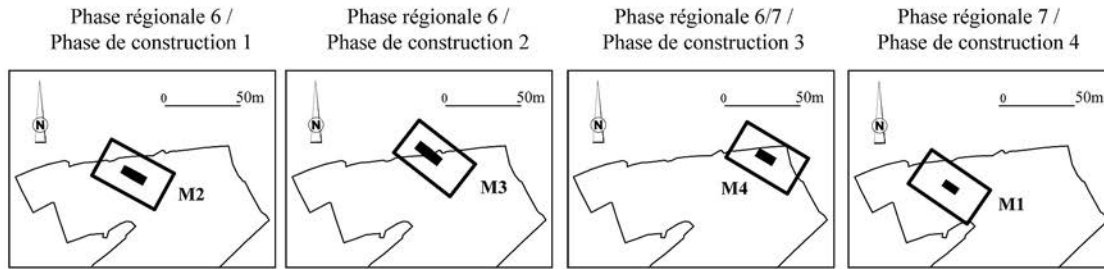 Phase régionale 6 /
Phase de construction 1
Phase régionale 6 /
Phase de construction 2
Phase régionale 6/7 /
Phase de construction 3
Phase régionale 7 /
Phase de construction 4
0 50m
N
M2
0 50m
N
M3
0 50m
N
M4
0 50m
N
M1